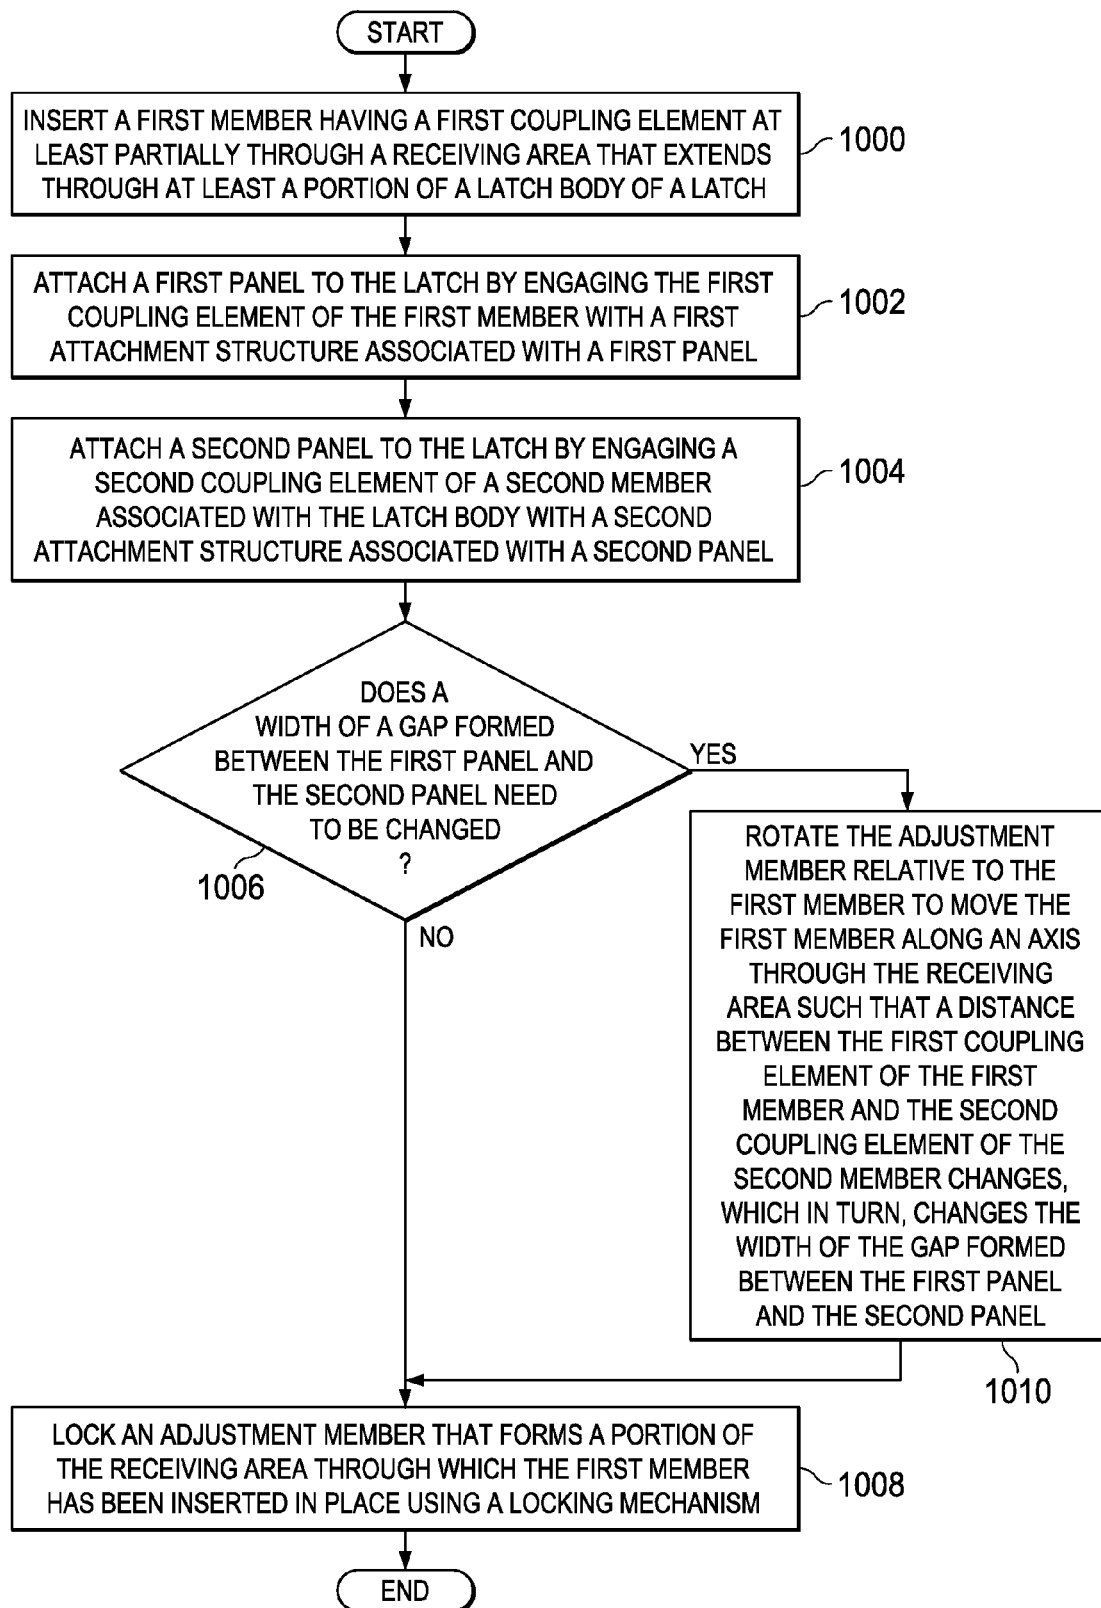 START
INSERT A FIRST MEMBER HAVING A FIRST COUPLING ELEMENT AT
LEAST PARTIALLY THROUGH A RECEIVING AREA THAT EXTENDS
THROUGH AT LEAST A PORTION OF A LATCH BODY OF A LATCH
1000
ATTACH A FIRST PANEL TO THE LATCH BY ENGAGING THE FIRST
COUPLING ELEMENT OF THE FIRST MEMBER WITH A FIRST
ATTACHMENT STRUCTURE ASSOCIATED WITH A FIRST PANEL
1002
ATTACH A SECOND PANEL TO THE LATCH BY ENGAGING A
SECOND COUPLING ELEMENT OF A SECOND MEMBER
ASSOCIATED WITH THE LATCH BODY WITH A SECOND
ATTACHMENT STRUCTURE ASSOCIATED WITH A SECOND PANEL
1004
DOES A
WIDTH OF A GAP FORMED
BETWEEN THE FIRST PANEL AND
THE SECOND PANEL NEED
TO BE CHANGED
?
1006
YES
NO
ROTATE THE ADJUSTMENT
MEMBER RELATIVE TO THE
FIRST MEMBER TO MOVE THE
FIRST MEMBER ALONG AN AXIS
THROUGH THE RECEIVING
AREA SUCH THAT A DISTANCE
BETWEEN THE FIRST COUPLING
ELEMENT OF THE FIRST
MEMBER AND THE SECOND
COUPLING ELEMENT OF THE
SECOND MEMBER CHANGES,
WHICH IN TURN, CHANGES THE
WIDTH OF THE GAP FORMED
BETWEEN THE FIRST PANEL
AND THE SECOND PANEL
1010
LOCK AN ADJUSTMENT MEMBER THAT FORMS A PORTION OF
THE RECEIVING AREA THROUGH WHICH THE FIRST MEMBER
HAS BEEN INSERTED IN PLACE USING A LOCKING MECHANISM
1008
END